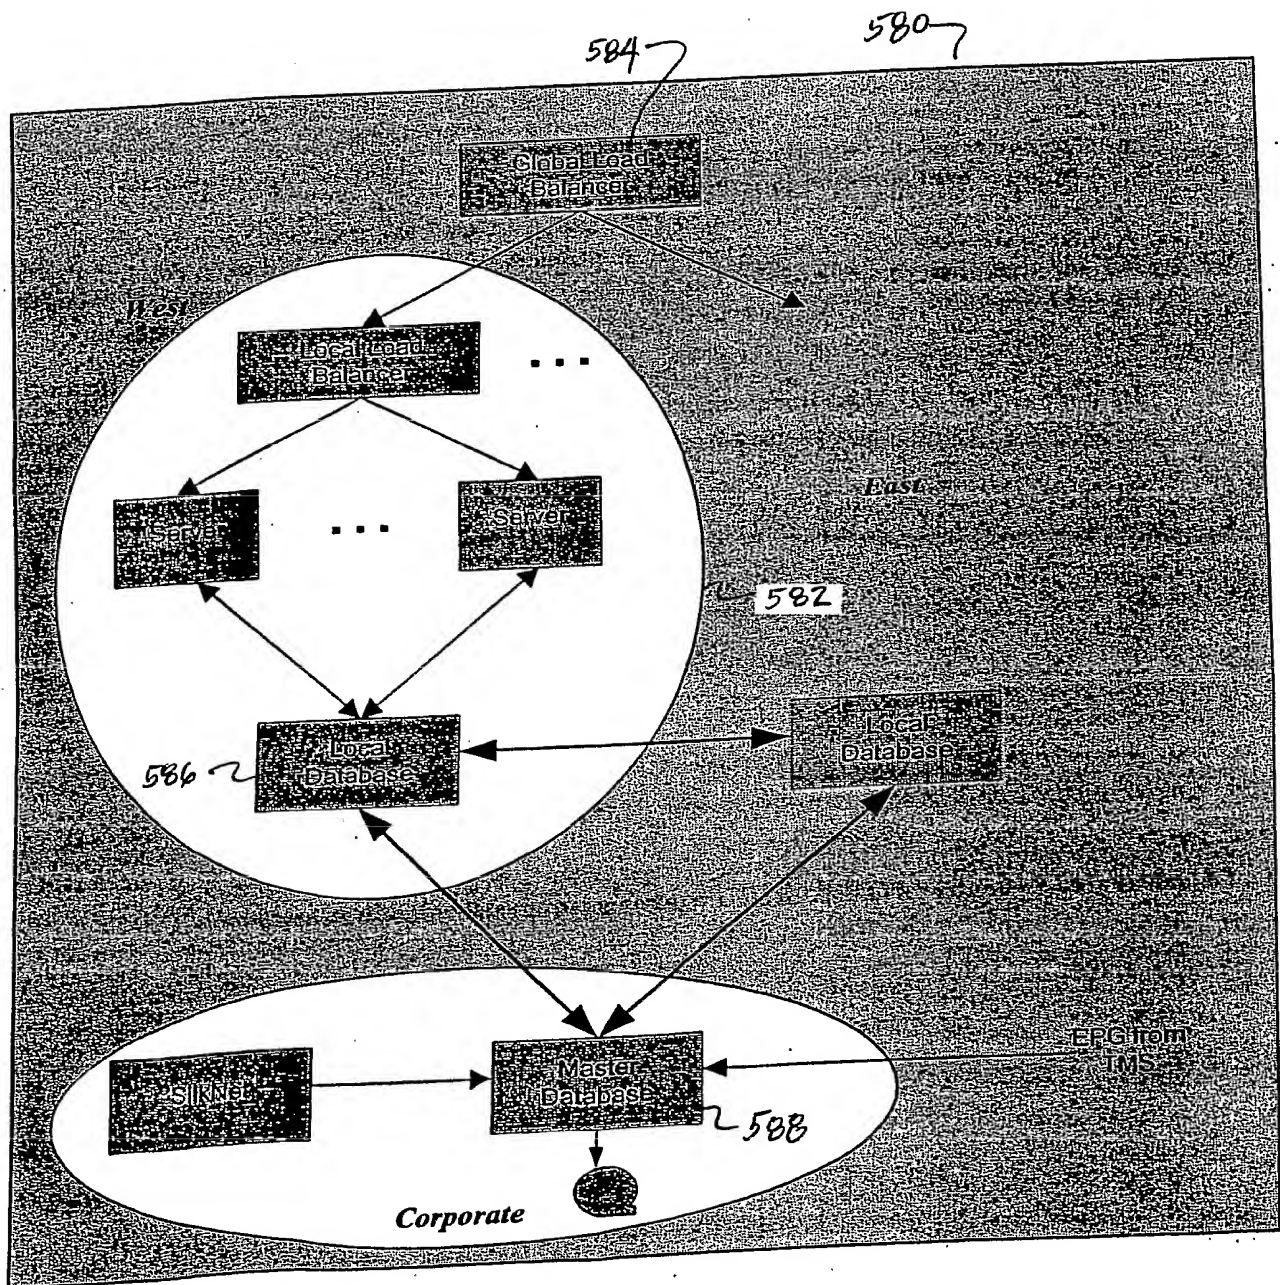 584
580
Global Load
Balancer
West
Local Load
Balancer
. . .
East
Server
. . .
Server
582
Local
Database
586
Local
Database
EPG from
TMS
SilkNet
Master
Database
588
Corporate